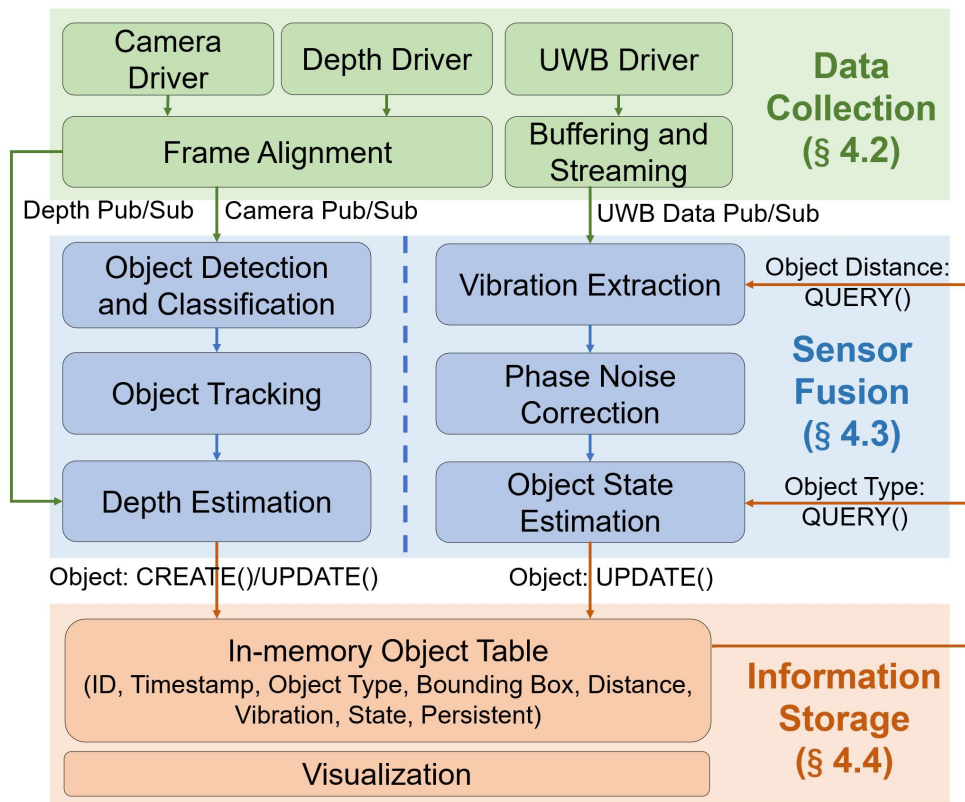 Camera
Driver
Depth Driver
UWB Driver
Data
Collection
(§ 4.2)
Frame Alignment
Buffering and
Streaming
Depth Pub/Sub
Camera Pub/Sub
UWB Data Pub/Sub
Object Detection
and Classification
Object Tracking
Depth Estimation
Vibration Extraction
Phase Noise
Correction
Object State
Estimation
Object Distance:
QUERY()
Sensor
Fusion
(§ 4.3)
Object Type:
QUERY()
Object: CREATE()/UPDATE()
Object: UPDATE()
In-memory Object Table
(ID, Timestamp, Object Type, Bounding Box, Distance,
Vibration, State, Persistent)
Visualization
Information
Storage
(§ 4.4)